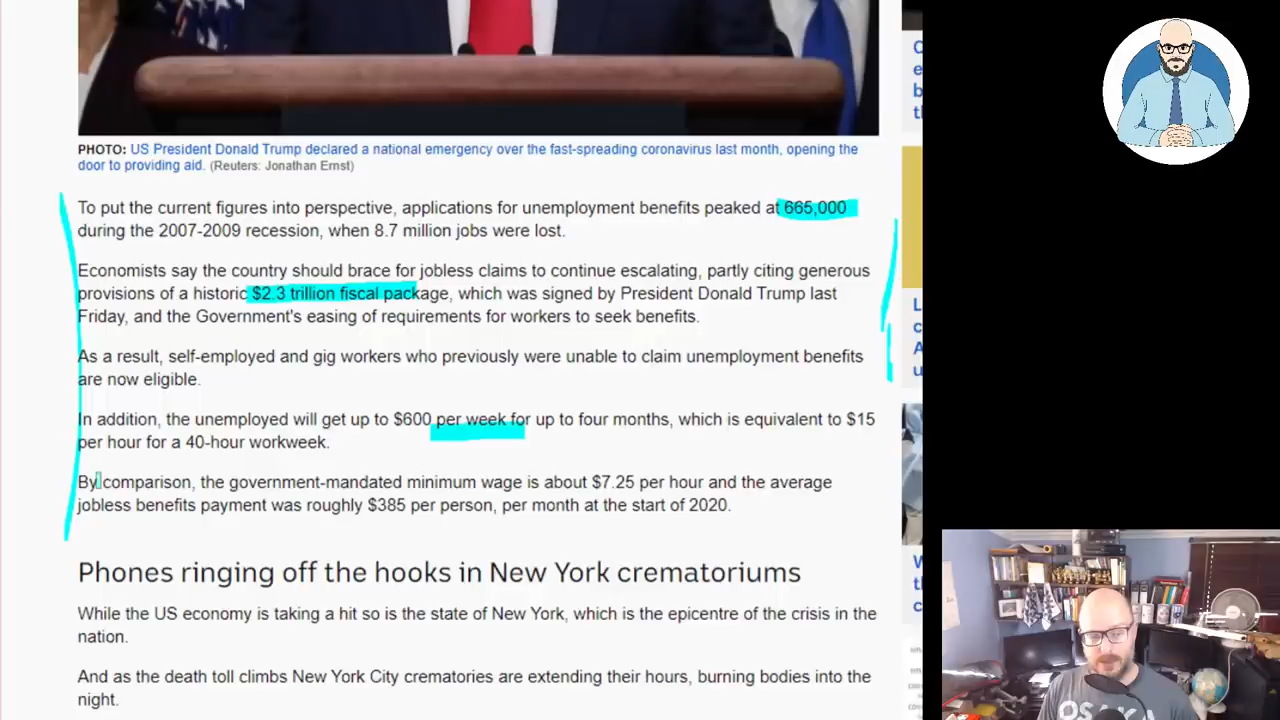 PHOTO: US President Donald Trump declared a national emergency over the fast-spreading coronavirus last month, opening the
door to providing aid. (Reuters: Jonathan Ernst)
To put the current figures into perspective, applications for unemployment benefits peaked at 665,000
during the 2007-2009 recession, when 8.7 million jobs were lost.
Economists say the country should brace for jobless claims to continue escalating, partly citing generous
provisions of a historic $2.3 trillion fiscal package, which was signed by President Donald Trump last
Friday, and the Government's easing of requirements for workers to seek benefits.
As a result, self-employed and gig workers who previously were unable to claim unemployment benefits
are now eligible.
In addition, the unemployed will get up to $600 per week for up to four months, which is equivalent to $15
per hour for a 40-hour workweek.
By comparison, the government-mandated minimum wage is about $7.25 per hour and the average
jobless benefits payment was roughly $385 per person, per month at the start of 2020.
Phones ringing off the hooks in New York crematoriums
While the US economy is taking a hit so is the state of New York, which is the epicentre of the crisis in the
nation.
And as the death toll climbs New York City crematories are extending their hours, burning bodies into the
night.
OSAKA